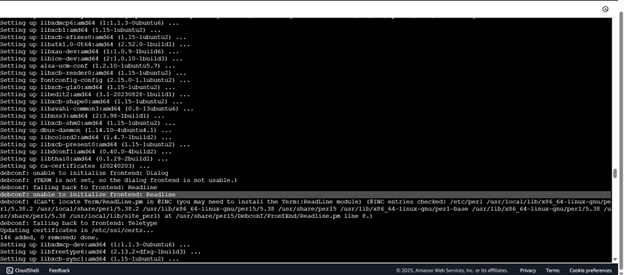 Setting up libxdmcp6:amd64 (1:1.1.3-0ubuntu6) ...
Setting up libxcb1:amd64 (1.15-1ubuntu2) ...
Setting up libxcb-xfixes0:amd64 (1.15-1ubuntu2) ...
Setting up libatk1.0-0t64:amd64 (2.52.0-1build1) ...
Setting up libxau-dev:amd64 (1:1.0.9-1build6) ...
Setting up libice-dev:amd64 (2:1.0.10-1build3) ...
Setting up alsa-ucm-conf (1.2.10-1ubuntu5.7) ...
Setting up libxcb-render0:amd64 (1.15-1ubuntu2) ...
Setting up fontconfig-config (2.15.0-1.1ubuntu2) ...
Setting up libxcb-glx0:amd64 (1.15-1ubuntu2) ...
Setting up libedit2:amd64 (3.1-20230828-1build1) ...
Setting up libxcb-shape0:amd64 (1.15-1ubuntu2) ...
Setting up libavahi-common3:amd64 (0.8-13ubuntu6) ...
Setting up libnss3:amd64 (2:3.98-1build1) ...
Setting up libxcb-shm0:amd64 (1.15-1ubuntu2) ...
Setting up dbus-daemon (1.14.10-4ubuntu4.1) ...
Setting up libcolord2:amd64 (1.4.7-1build2) ...
Setting up libxcb-present0:amd64 (1.15-1ubuntu2) ...
Setting up libdconf1:amd64 (0.40.0-4build2) ...
Setting up libthai0:amd64 (0.1.29-2build1) ...
Setting up ca-certificates (20240203) ...
debconf: unable to initialize frontend: Dialog
debconf: (TERM is not set, so the dialog frontend is not usable.)
debconf: falling back to frontend: Readline
debconf: unable to initialize frontend: Readline
debconf: (Can't locate Term/ReadLine.pm in @INC (you may need to install the Term::ReadLine module) (@INC entries checked: /etc/perl /usr/local/lib/x86_64-linux-gnu/pe
rl/5.38.2 /usr/local/share/perl/5.38.2 /usr/lib/x86_64-linux-gnu/perl5/5.38 /usr/share/perl5 /usr/lib/x86_64-linux-gnu/perl-base /usr/lib/x86_64-linux-gnu/perl/5.38 /u
sr/share/perl/5.38 /usr/local/lib/site_perl) at /usr/share/perl5/Debconf/FrontEnd/Readline.pm line 8.)
debconf: falling back to frontend: Teletype
Updating certificates in /etc/ssl/certs...
146 added, 0 removed; done.
Setting up libxdmcp-dev:amd64 (1:1.1.3-0ubuntu6) ...
Setting up libfreetype6:amd64 (2.13.2+dfsg-1build3) ...
Setting up libxcb-sync1:amd64 (1.15-1ubuntu2) ...
CloudShell Feedback © 2025, Amazon Web Services, Inc. or its affiliates. Privacy Terms Cookie preferences